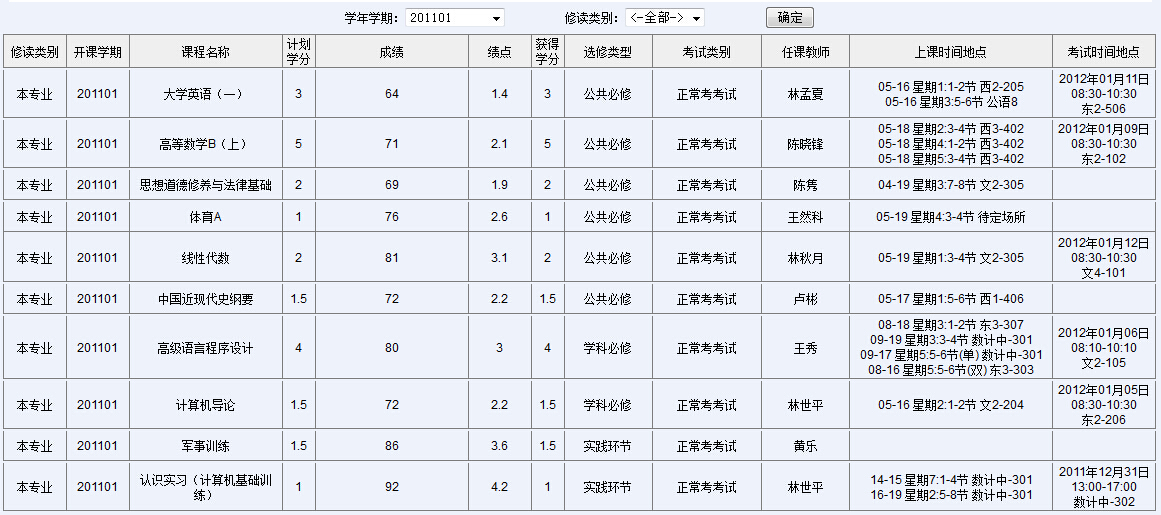 学年学期： 201101 修读类别： <-全部-> 确定
修读类别 开课学期 课程名称 计划学分 成绩 绩点 获得学分 选修类型 考试类别 任课教师 上课时间地点 考试时间地点
本专业 201101 大学英语（一） 3 64 1.4 3 公共必修 正常考考试 林孟夏
05-16 星期1:1-2节 西2-205
05-16 星期3:5-6节 公语8
2012年01月11日
08:30-10:30
东2-506
本专业 201101 高等数学B（上） 5 71 2.1 5 公共必修 正常考考试 陈晓锋
05-18 星期2:3-4节 西3-402
05-18 星期4:1-2节 西3-402
05-18 星期5:3-4节 西3-402
2012年01月09日
08:30-10:30
东2-102
本专业 201101 思想道德修养与法律基础 2 69 1.9 2 公共必修 正常考考试 陈隽 04-19 星期3:7-8节 文2-305
本专业 201101 体育A 1 76 2.6 1 公共必修 正常考考试 王然科 05-19 星期4:3-4节 待定场所
本专业 201101 线性代数 2 81 3.1 2 公共必修 正常考考试 林秋月 05-19 星期1:3-4节 文2-305
2012年01月12日
08:30-10:30
文4-101
本专业 201101 中国近现代史纲要 1.5 72 2.2 1.5 公共必修 正常考考试 卢彬 05-17 星期1:5-6节 西1-406
本专业 201101 高级语言程序设计 4 80 3 4 学科必修 正常考考试 王秀
08-18 星期3:1-2节 东3-307
09-19 星期3:3-4节 数计中-301
09-17 星期5:5-6节(单) 数计中-301
08-16 星期5:5-6节(双) 东3-303
2012年01月06日
08:10-10:10
文2-105
本专业 201101 计算机导论 1.5 72 2.2 1.5 学科必修 正常考考试 林世平 05-16 星期2:1-2节 文2-204
2012年01月05日
08:30-10:30
东2-206
本专业 201101 军事训练 1.5 86 3.6 1.5 实践环节 正常考考试 黄乐
本专业 201101 认识实习（计算机基础训练） 1 92 4.2 1 实践环节 正常考考试 林世平
14-15 星期7:1-4节 数计中-301
16-19 星期2:5-8节 数计中-301
2011年12月31日
13:00-17:00
数计中-302